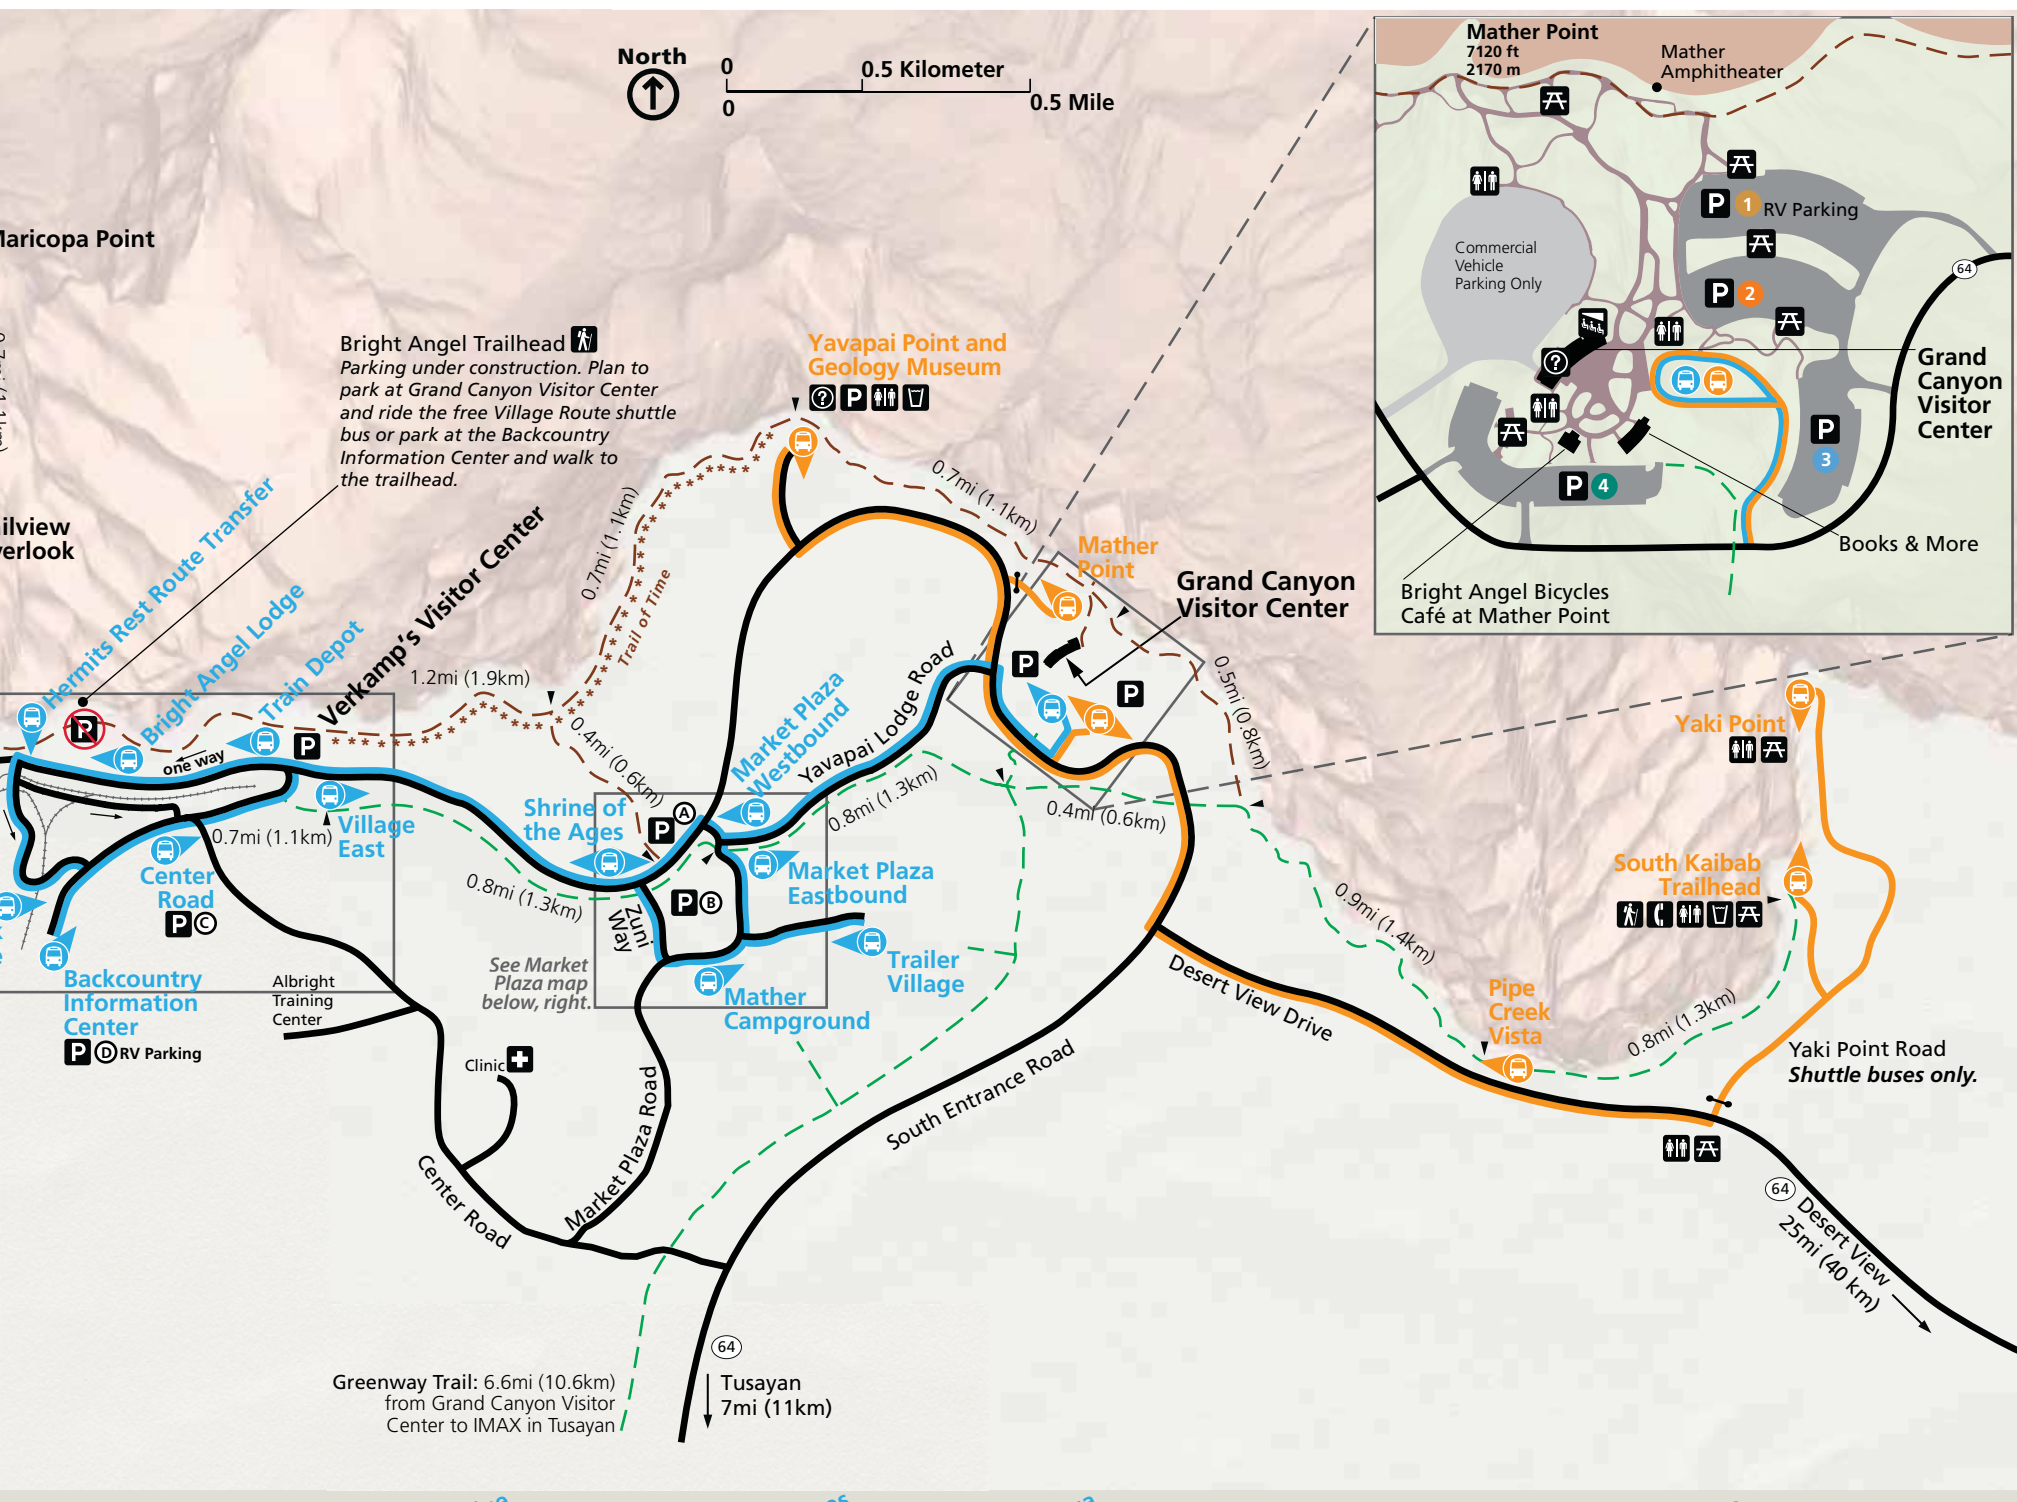 North
0
0.5 Kilometer
0
0.5 Mile
Maricopa Point
Bright Angel Trailhead
Parking under construction. Plan to
park at Grand Canyon Visitor Center
and ride the free Village Route shuttle
bus or park at the Backcountry
Information Center and walk to
the trailhead.
Yavapai Point and
Geology Museum
? P
Mather Point
7120 ft
2170 m
Mather
Amphitheater
P 1 RV Parking
Commercial
Vehicle
Parking Only
64
P 2
?
Grand
Canyon
Visitor
Center
P
3
P 4
Books & More
Bright Angel Bicycles
Café at Mather Point
Hermits Rest Route Transfer
Bright Angel Lodge
Train Depot
Verkamp's Visitor Center
P
P
one way
0.7mi (1.1km)
Trail of Time
0.7mi (1.1km)
Mather
Point
Grand Canyon
Visitor Center
P
P
1.2mi (1.9km)
0.4mi (0.6km)
Market Plaza
Westbound
Yavapai Lodge Road
0.8mi (1.3km)
0.5mi (0.8km)
0.4mi (0.6km)
Yaki Point
Village
East
0.7mi (1.1km)
Shrine of
the Ages
P A
0.8mi (1.3km)
Center
Road
P C
Market Plaza
Eastbound
P B
Zuni
Way
Trailer
Village
Mather
Campground
See Market
Plaza map
below, right.
Backcountry
Information
Center
P D RV Parking
Albright
Training
Center
Clinic
South Kaibab
Trailhead
0.9mi (1.4km)
Pipe
Creek
Vista
0.8mi (1.3km)
Desert View Drive
Yaki Point Road
Shuttle buses only.
South Entrance Road
Market Plaza Road
Center Road
64
Desert View
25mi (40 km)
64
Tusayan
7mi (11km)
Greenway Trail: 6.6mi (10.6km)
from Grand Canyon Visitor
Center to IMAX in Tusayan